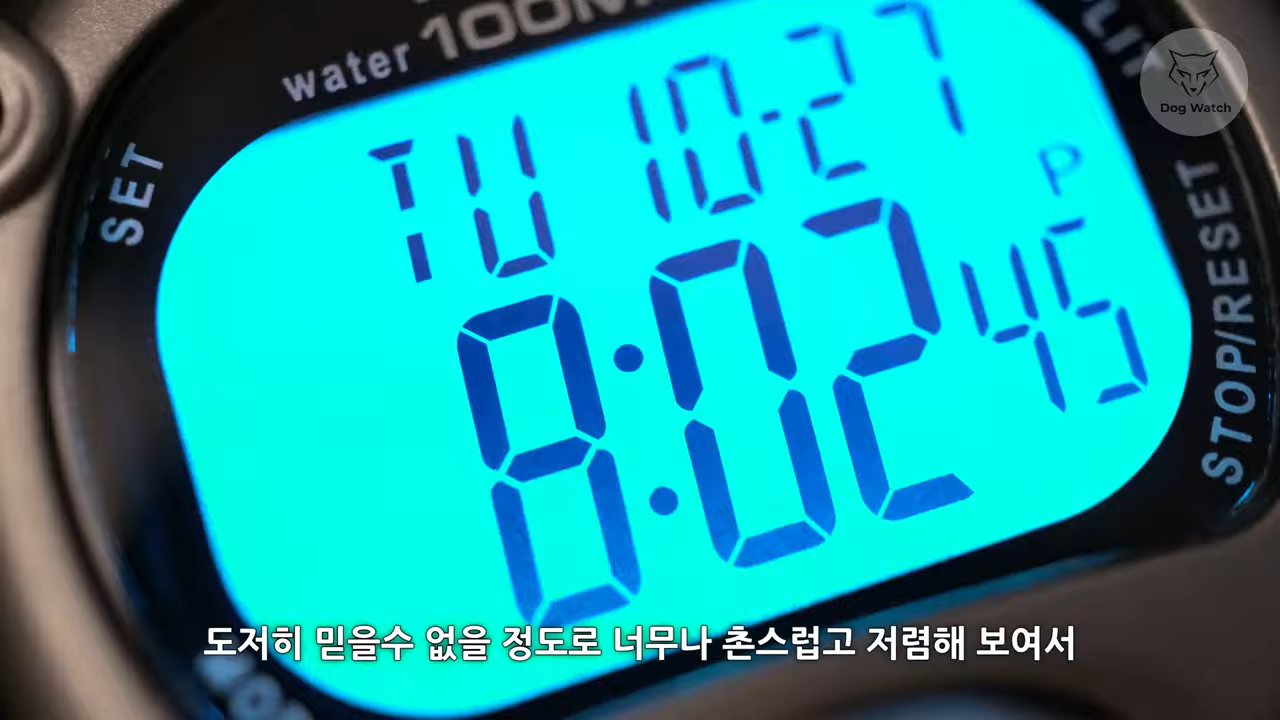 water 100M
SET
TU 10-27
P
8:02 45
STOP/RESET
Dog Watch
도저히 믿을수 없을 정도로 너무나 촌스럽고 저렴해 보여서